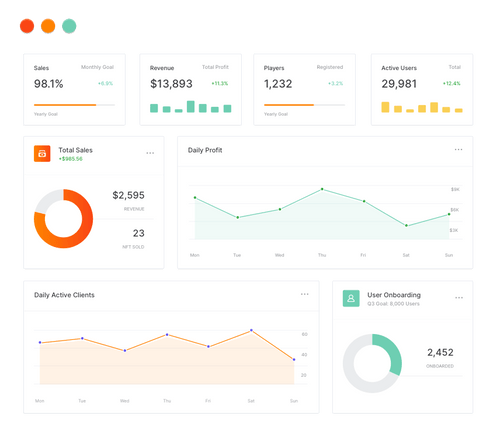 Sales Monthly Goal
98.1% +6.9%
Yearly Goal
Revenue Total Profit
$13,893 +11.3%
Players Registered
1,232 +3.2%
Yearly Goal
Active Users Total
29,981 +12.4%
Total Sales
+$985.56
$2,595
REVENUE
23
NFT SOLD
Daily Profit
$9K
$6K
$3K
Mon Tue Wed Thu Fri Sat Sun
Daily Active Clients
60
40
20
Mon Tue Wed Thu Fri Sat Sun
User Onboarding
Q3 Goal: 8,000 Users
2,452
ONBOARDED